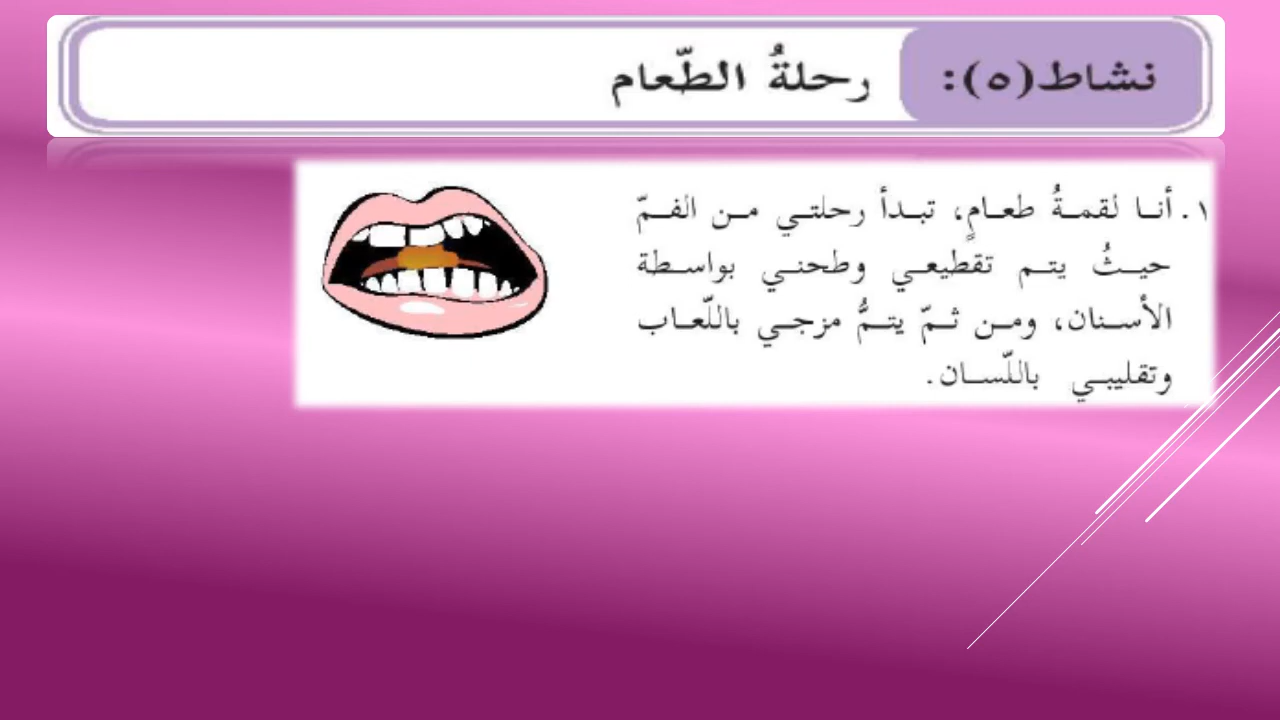 نشاط(٥): رحلةُ الطّعام
١. أنا لقمةُ طعامٍ، تبدأ رحلتي من الفمّ
حيثُ يتم تقطيعي وطحني بواسطة
الأسنان، ومن ثمّ يتمُّ مزجي باللّعاب
وتقليبي باللّسان.